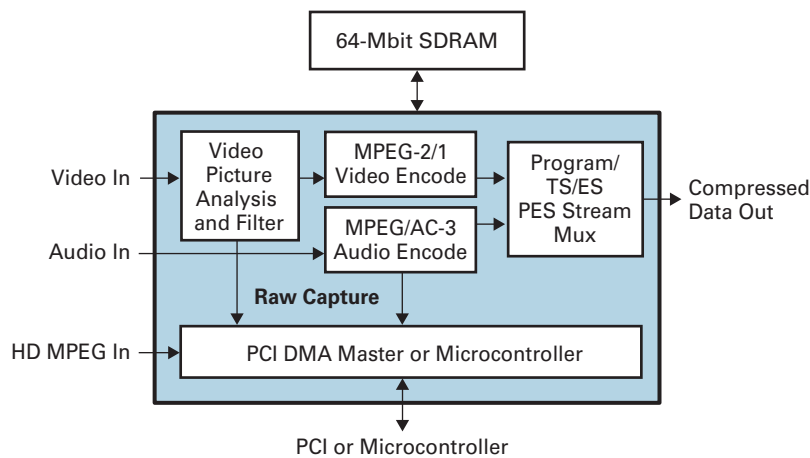 64-Mbit SDRAM
Video In
Video
Picture
Analysis
and Filter
MPEG-2/1
Video Encode
Program/
TS/ES
PES Stream
Mux
Compressed
Data Out
Audio In
MPEG/AC-3
Audio Encode
Raw Capture
HD MPEG In
PCI DMA Master or Microcontroller
PCI or Microcontroller